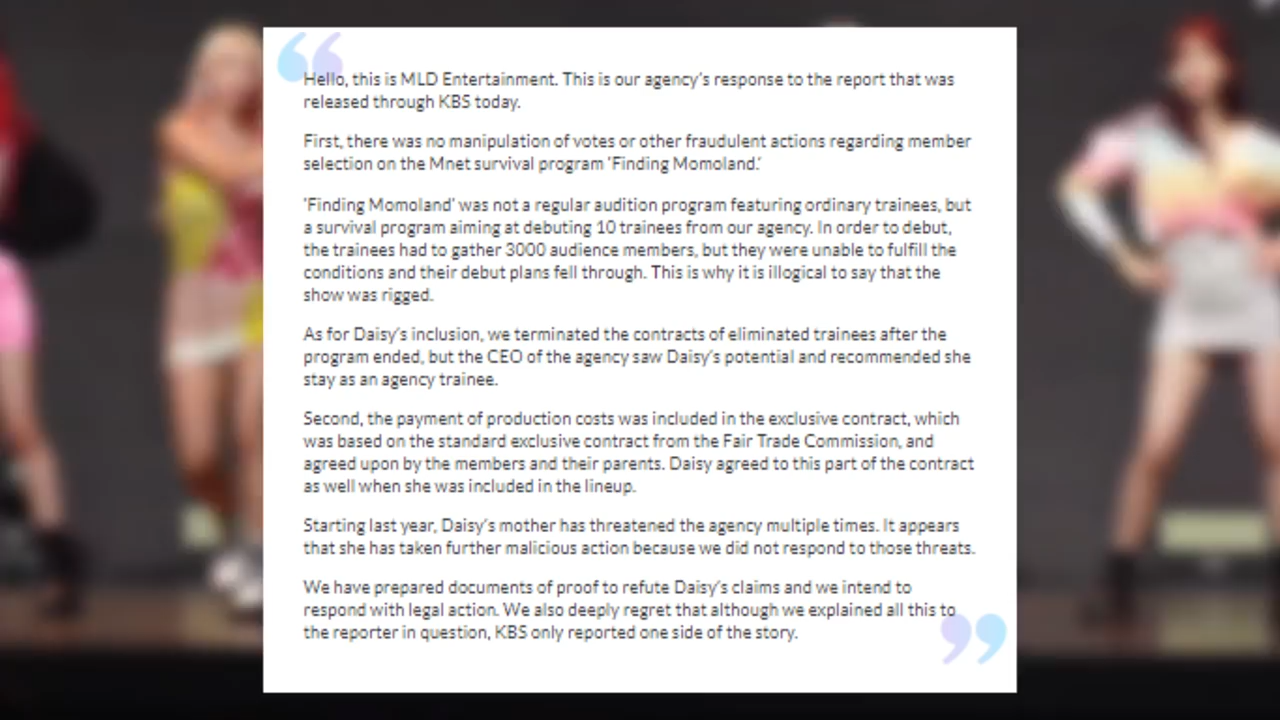 Hello, this is MLD Entertainment. This is our agency's response to the report that was
released through KBS today.
First, there was no manipulation of votes or other fraudulent actions regarding member
selection on the Mnet survival program 'Finding Momoland.'
'Finding Momoland' was not a regular audition program featuring ordinary trainees, but
a survival program aiming at debuting 10 trainees from our agency. In order to debut,
the trainees had to gather 3000 audience members, but they were unable to fulfill the
conditions and their debut plans fell through. This is why it is illogical to say that the
show was rigged.
As for Daisy's inclusion, we terminated the contracts of eliminated trainees after the
program ended, but the CEO of the agency saw Daisy's potential and recommended she
stay as an agency trainee.
Second, the payment of production costs was included in the exclusive contract, which
was based on the standard exclusive contract from the Fair Trade Commission, and
agreed upon by the members and their parents. Daisy agreed to this part of the contract
as well when she was included in the lineup.
Starting last year, Daisy's mother has threatened the agency multiple times. It appears
that she has taken further malicious action because we did not respond to those threats.
We have prepared documents of proof to refute Daisy's claims and we intend to
respond with legal action. We also deeply regret that although we explained all this to
the reporter in question, KBS only reported one side of the story.